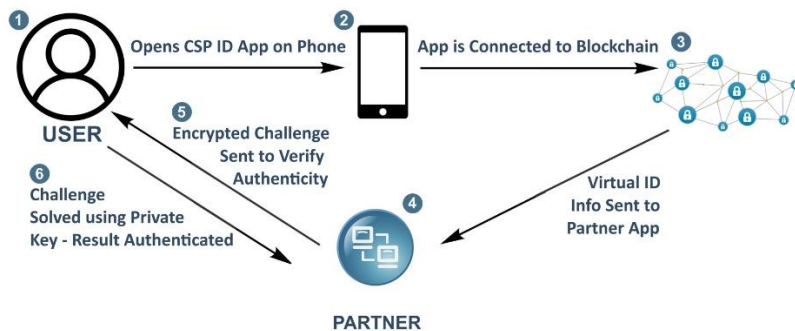 1
Opens CSP ID App on Phone
2
App is Connected to Blockchain
3
USER
5
Encrypted Challenge
Sent to Verify
Authenticity
6
Challenge
Solved using Private
Key - Result Authenticated
4
Virtual ID
Info Sent to
Partner App
PARTNER